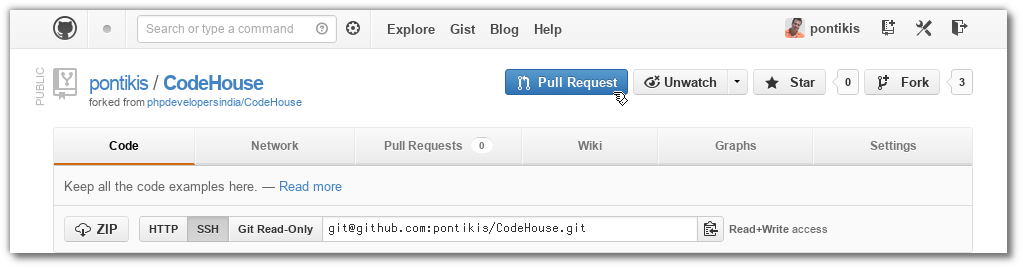 Search or type a command ? Explore Gist Blog Help pontikis
PUBLIC
pontikis / CodeHouse Pull Request Unwatch Star 0 Fork 3
forked from phpdevelopersindia/CodeHouse
Code Network Pull Requests 0 Wiki Graphs Settings
Keep all the code examples here. — Read more
ZIP HTTP SSH Git Read-Only git@github.com:pontikis/CodeHouse.git Read+Write access